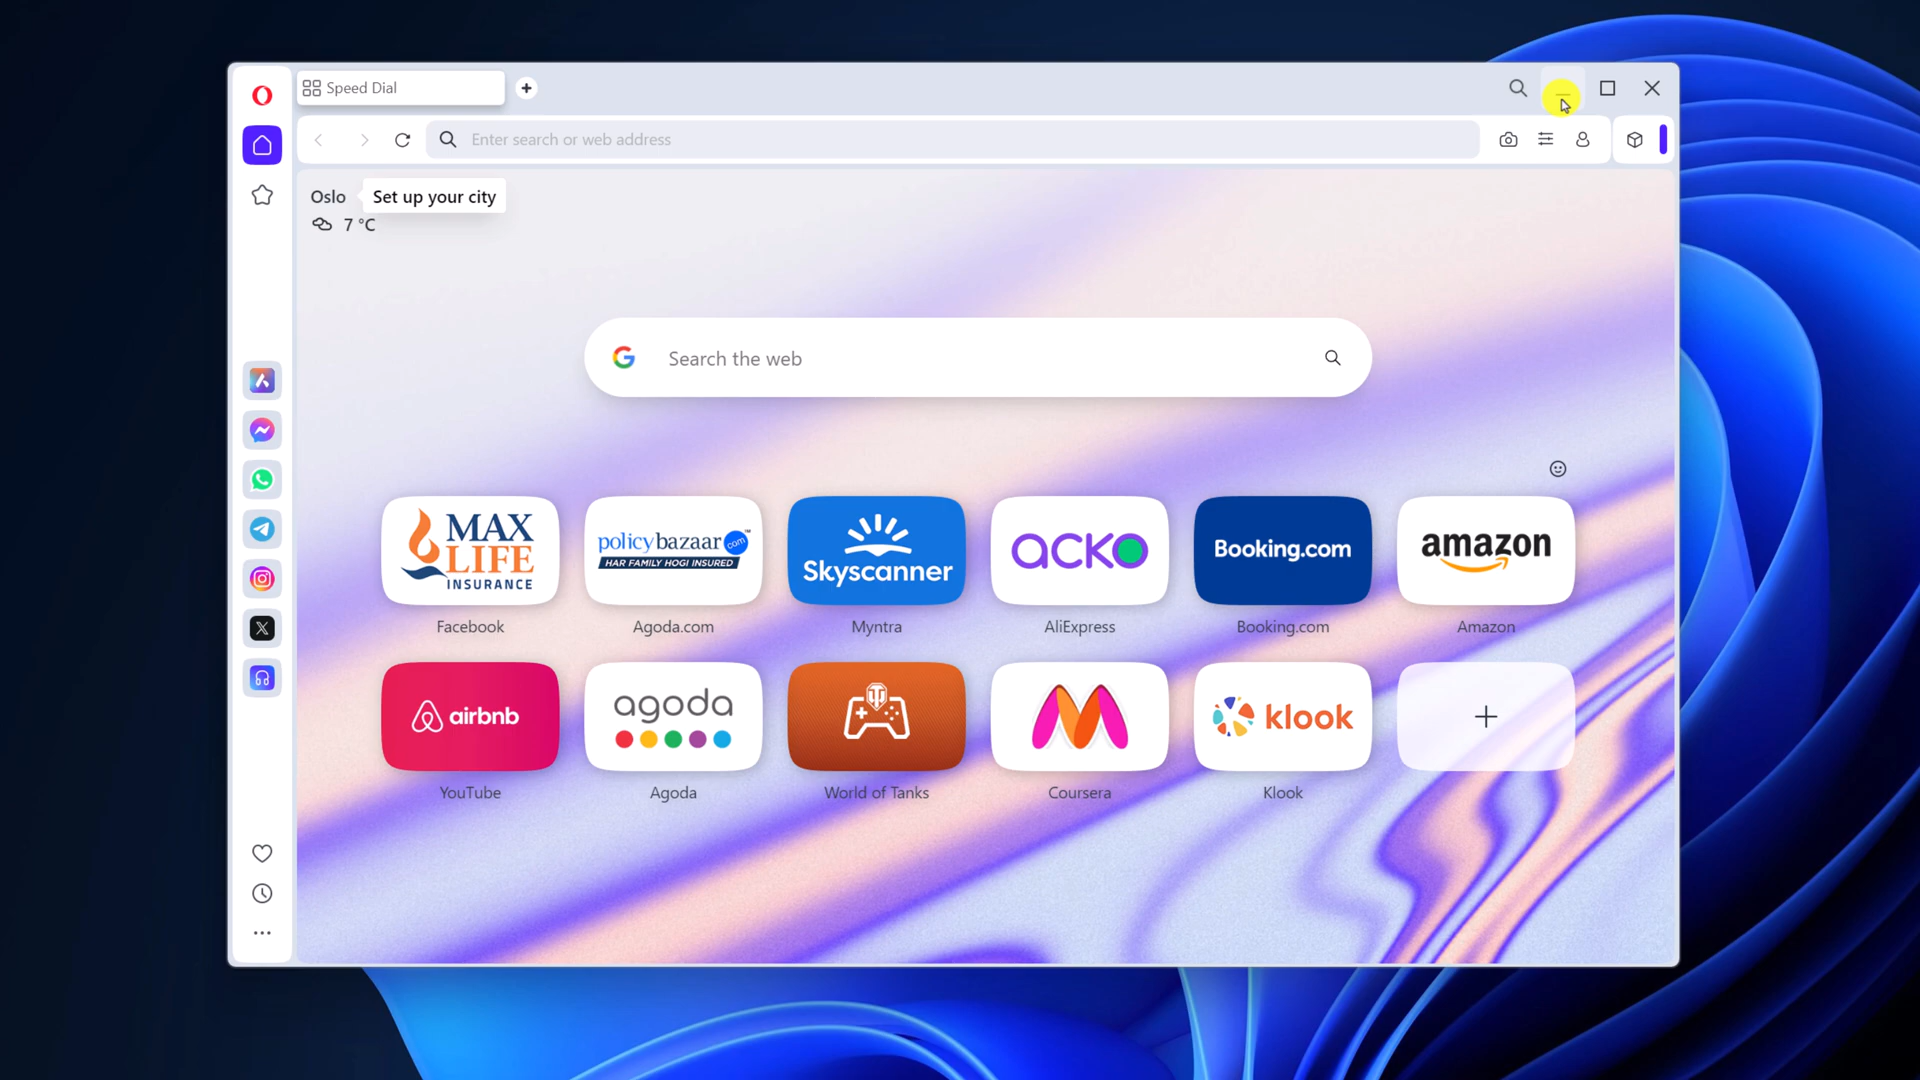 Speed Dial
Enter search or web address
Oslo
Set up your city
7 °C
Search the web
MAX
LIFE
INSURANCE
policybazaar.com™
HAR FAMILY HOGI INSURED
Skyscanner
acko
Booking.com
amazon
Facebook
Agoda.com
Myntra
AliExpress
Booking.com
Amazon
airbnb
agoda
klook
YouTube
Agoda
World of Tanks
Coursera
Klook